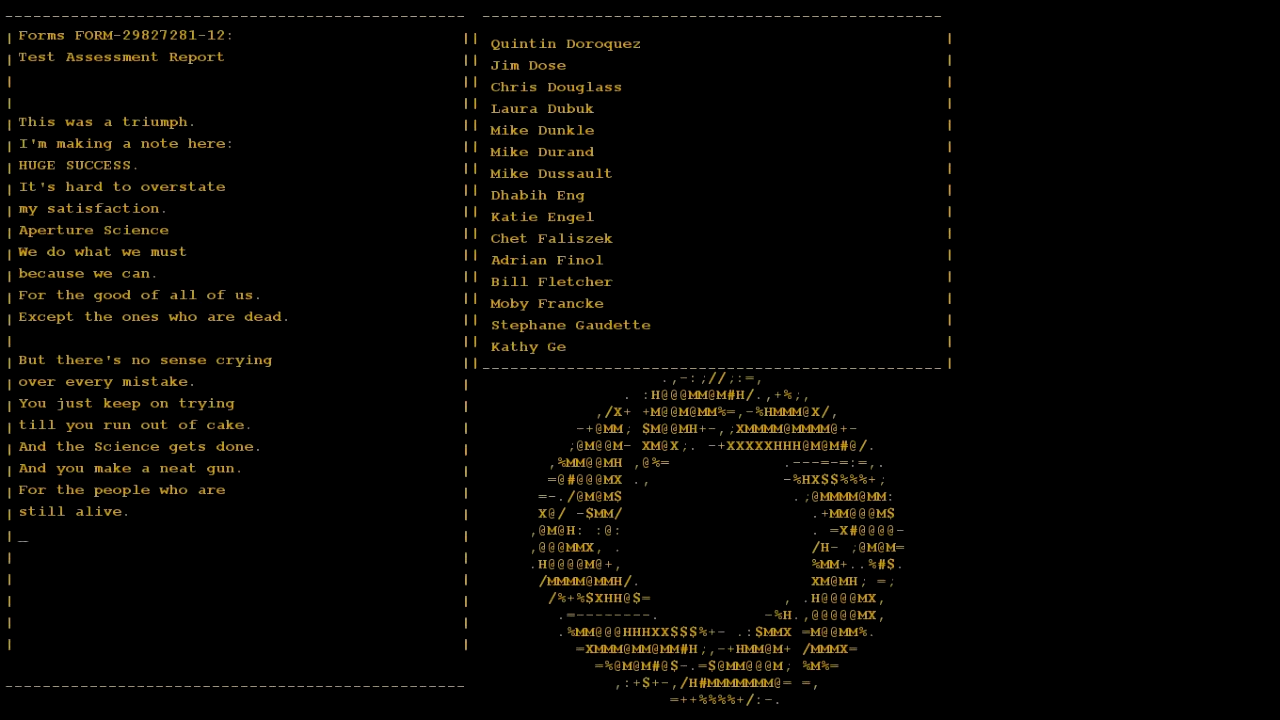 Forms FORM-29827281-12:
Test Assessment Report
This was a triumph.
I'm making a note here:
HUGE SUCCESS.
It's hard to overstate
my satisfaction.
Aperture Science
We do what we must
because we can.
For the good of all of us.
Except the ones who are dead.
But there's no sense crying
over every mistake.
You just keep on trying
till you run out of cake.
And the Science gets done.
And you make a neat gun.
For the people who are
still alive.
_
Quintin Doroquez
Jim Dose
Chris Douglass
Laura Dubuk
Mike Dunkle
Mike Durand
Mike Dussault
Dhabih Eng
Katie Engel
Chet Faliszek
Adrian Finol
Bill Fletcher
Moby Francke
Stephane Gaudette
Kathy Ge